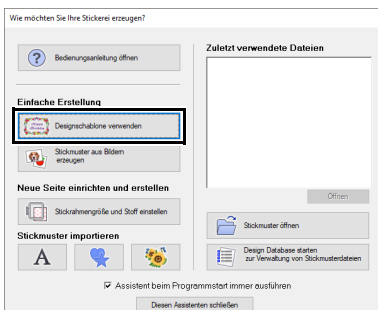 Wie möchten Sie Ihre Stickerei erzeugen?
Bedienungsanleitung öffnen
Einfache Erstellung
Designschablone verwenden
Stickmuster aus Bildern
erzeugen
Neue Seite einrichten und erstellen
Stickrahmengröße und Stoff einstellen
Stickmuster importieren
A
Zuletzt verwendete Dateien
Öffnen
Stickmuster öffnen
Design Database starten
zur Verwaltung von Stickmusterdateien
Assistent beim Programmstart immer ausführen
Diesen Assistenten schließen